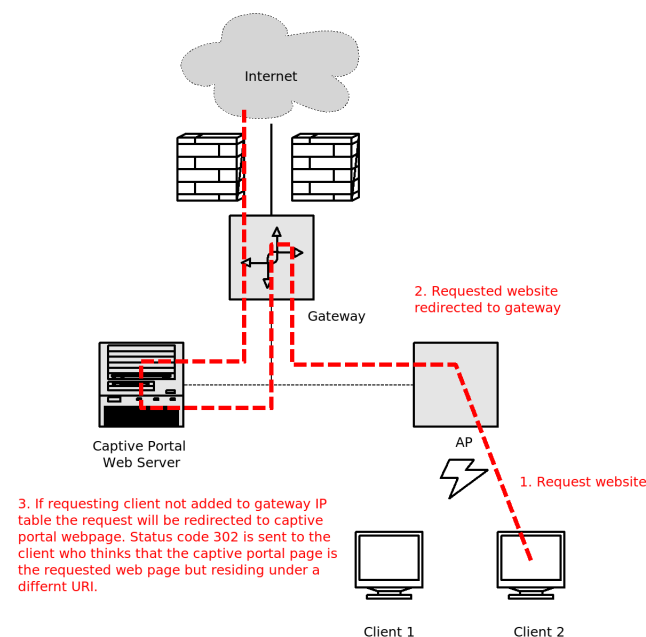 Internet
Gateway
2. Requested website
redirected to gateway
Captive Portal
Web Server
AP
1. Request website
3. If requesting client not added to gateway IP
table the request will be redirected to captive
portal webpage. Status code 302 is sent to the
client who thinks that the captive portal page is
the requested web page but residing under a
differnt URI.
Client 1
Client 2